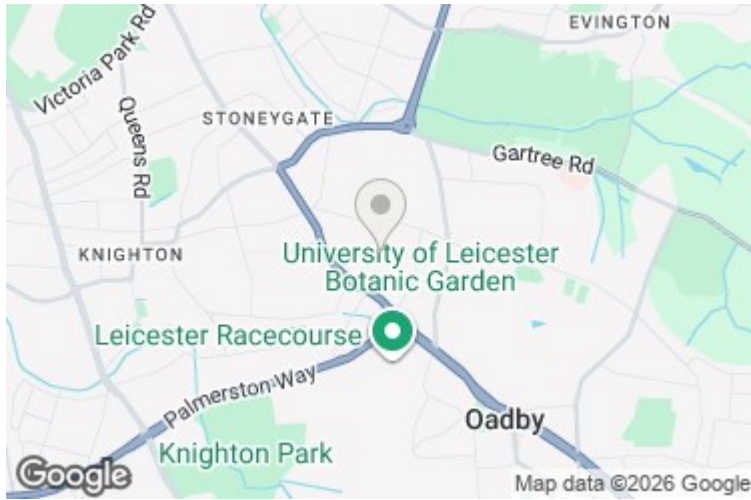 EVINGTON
Victoria Park Rd
Queens Rd
STONEYGATE
Gartree Rd
KNIGHTON
University of Leicester
Botanic Garden
Leicester Racecourse
Palmerston Way
Oadby
Knighton Park
Google
Map data ©2026 Google